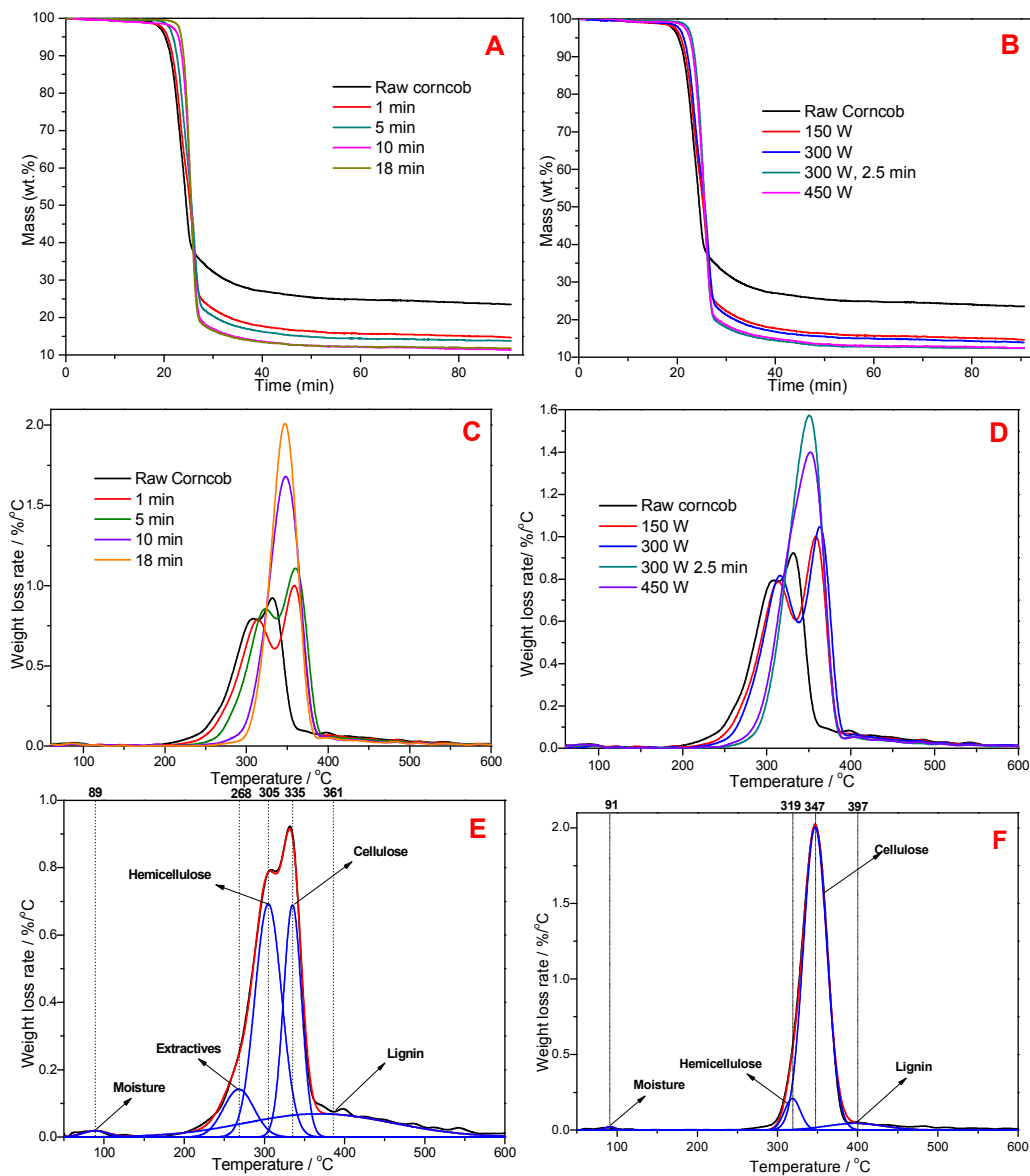 A
Raw corncob
1 min
5 min
10 min
18 min
100
90
80
70
60
50
40
30
20
10
Mass (wt.%)
0
20
40
60
80
Time (min)
B
Raw Corncob
150 W
300 W
300 W, 2.5 min
450 W
100
90
80
70
60
50
40
30
20
10
Mass (wt.%)
0
20
40
60
80
Time (min)
C
Raw Corncob
1 min
5 min
10 min
18 min
2.0
1.5
1.0
0.5
0.0
Weight loss rate / %/°C
100
200
300
400
500
600
Temperature / °C
D
Raw corncob
150 W
300 W
300 W 2.5 min
450 W
1.6
1.4
1.2
1.0
0.8
0.6
0.4
0.2
0.0
Weight loss rate/ %/°C
100
200
300
400
500
600
Temperature / °C
89
268
305
335
361
E
Hemicellulose
Cellulose
Extractives
Moisture
Lignin
1.0
0.8
0.6
0.4
0.2
0.0
Weight loss rate / %/°C
100
200
300
400
500
600
Temperature / °C
91
319
347
397
F
Cellulose
Hemicellulose
Moisture
Lignin
2.0
1.5
1.0
0.5
0.0
Weight loss rate / %/°C
100
200
300
400
500
600
Temperature / °C